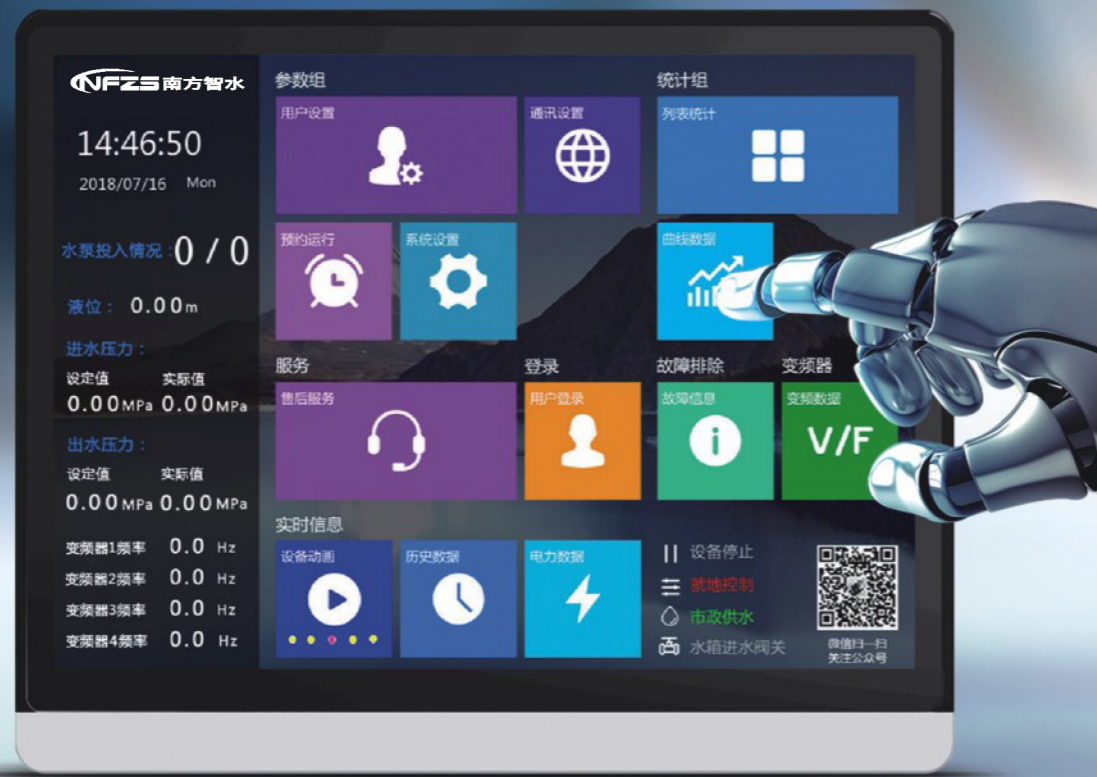 NFZS 南方智水
14:46:50
2018/07/16 Mon
水泵投入情况 : 0 / 0
液位： 0.00m
进水压力：
设定值 实际值
0.00MPa 0.00MPa
出水压力：
设定值 实际值
0.00MPa 0.00MPa
变频器1频率 0.0 Hz
变频器2频率 0.0 Hz
变频器3频率 0.0 Hz
变频器4频率 0.0 Hz
参数组
用户设置
通讯设置
预约运行
系统设置
统计组
列表统计
曲线数据
服务
售后服务
登录
用户登录
故障排除
故障信息
变频器
变频数据
V/F
实时信息
设备动画
历史数据
电力数据
设备停止
就地控制
市政供水
水箱进水阀关
微信扫一扫
关注公众号